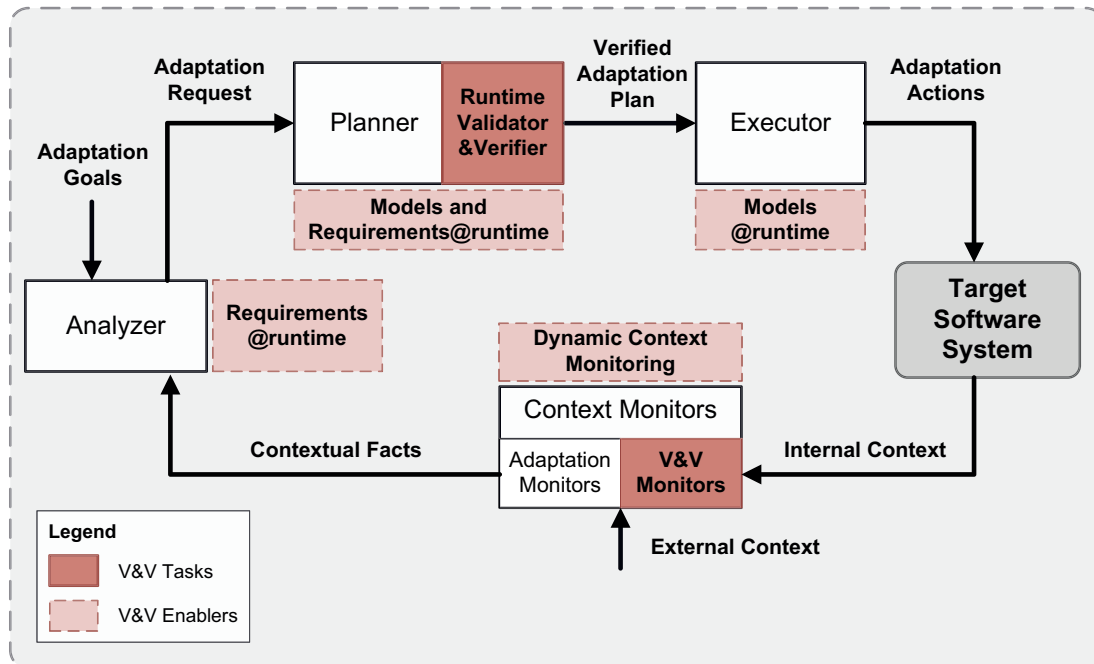 Adaptation
Request
Planner
Runtime
Validator
&Verifier
Verified
Adaptation
Plan
Executor
Adaptation
Actions
Adaptation
Goals
Models and
Requirements@runtime
Models
@runtime
Analyzer
Requirements
@runtime
Target
Software
System
Dynamic Context
Monitoring
Context Monitors
Adaptation
Monitors
V&V
Monitors
Contextual Facts
Internal Context
External Context
Legend
V&V Tasks
V&V Enablers